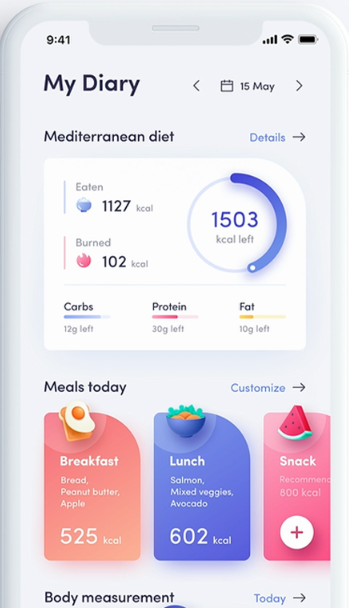 9:41
My Diary
15 May
Mediterranean diet
Details
Eaten
1127 kcal
1503
kcal left
Burned
102 kcal
Carbs
Protein
Fat
12g left
30g left
10g left
Meals today
Customize
Breakfast
Bread,
Peanut butter,
Apple
525 kcal
Lunch
Salmon,
Mixed veggies,
Avocado
602 kcal
Snack
Recommend
800 kcal
Body measurement
Today